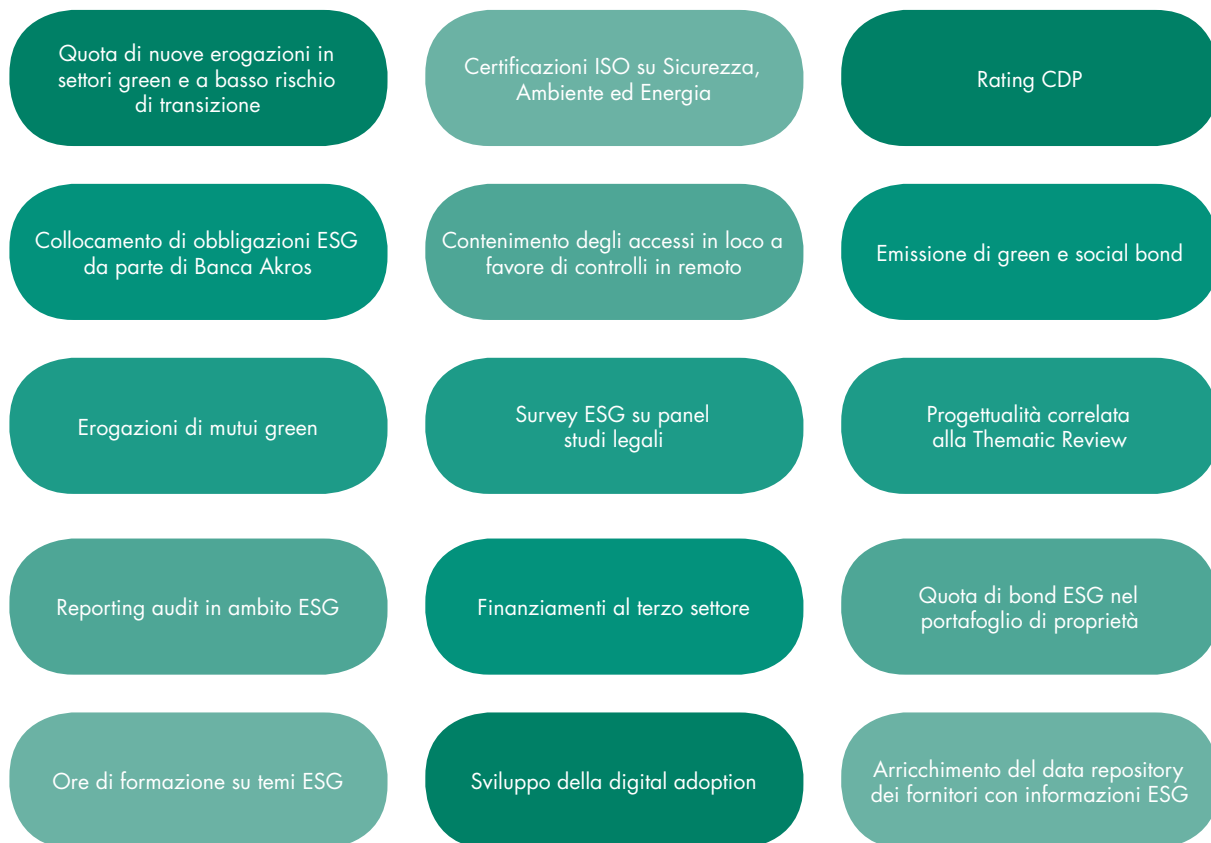 Quota di nuove erogazioni in
settori green e a basso rischio
di transizione
Certificazioni ISO su Sicurezza,
Ambiente ed Energia
Rating CDP
Collocamento di obbligazioni ESG
da parte di Banca Akros
Contenimento degli accessi in loco a
favore di controlli in remoto
Emissione di green e social bond
Erogazioni di mutui green
Survey ESG su panel
studi legali
Progettualità correlata
alla Thematic Review
Reporting audit in ambito ESG
Finanziamenti al terzo settore
Quota di bond ESG nel
portafoglio di proprietà
Ore di formazione su temi ESG
Sviluppo della digital adoption
Arricchimento del data repository
dei fornitori con informazioni ESG